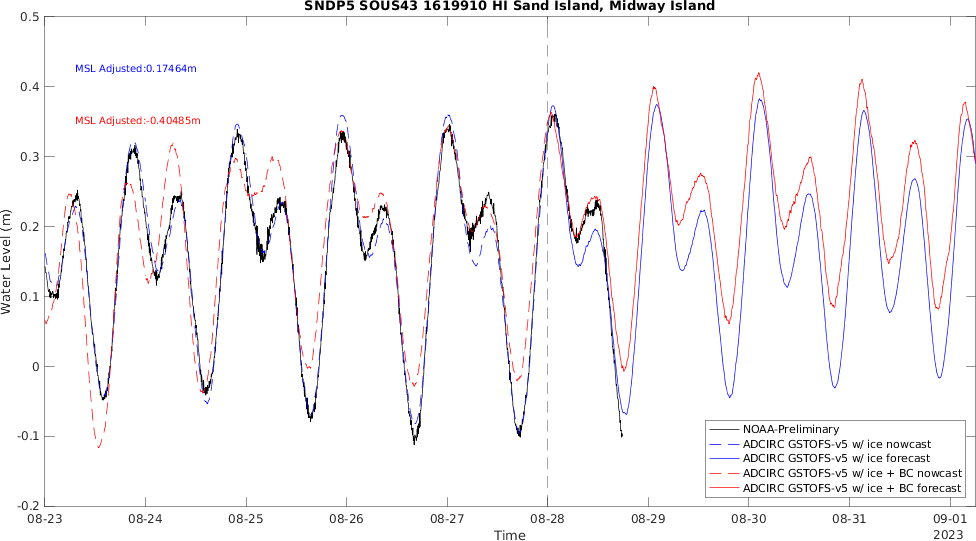 SNDP5 SOUS43 1619910 HI Sand Island, Midway Island
0.5
0.4
0.3
0.2
0.1
0
-0.1
-0.2
Water Level (m)
MSL Adjusted:0.17464m
MSL Adjusted:-0.40485m
NOAA-Preliminary
ADCIRC GSTOFS-v5 w/ ice nowcast
ADCIRC GSTOFS-v5 w/ ice forecast
ADCIRC GSTOFS-v5 w/ ice + BC nowcast
ADCIRC GSTOFS-v5 w/ ice + BC forecast
08-23 08-24 08-25 08-26 08-27 08-28 08-29 08-30 08-31 09-01
2023
Time